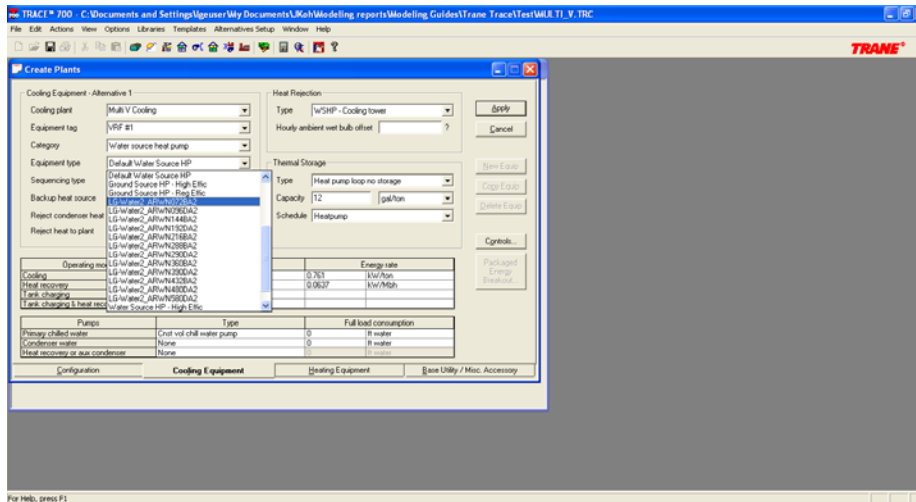 TRACE™ 700 - C:\Documents and Settings\lgeuser\My Documents\JKoh\Modeling reports\Modeling Guides\Trane Trace\Test\MULTI_V.TRC
File Edit Actions View Options Libraries Templates Alternatives Setup Window Help
TRANE®
Create Plants
Cooling Equipment - Alternative 1
Heat Rejection
Cooling plant Multi V Cooling
Type WSHP - Cooling tower
Apply
Equipment tag VRF #1
Hourly ambient wet bulb offset ?
Cancel
Category Water source heat pump
Equipment type Default Water Source HP
Thermal Storage
New Equip
Sequencing type
Type Heat pump loop no storage
Copy Equip
Backup heat source
Capacity 12 gal/ton
Delete Equip
Reject condenser heat
Schedule Heatpump
Reject heat to plant
Controls...
Default Water Source HP
Ground Source HP - High Effic
Ground Source HP - Reg Effic
LG-Water2_ARWN072BA2
LG-Water2_ARWN096DA2
LG-Water2_ARWN144BA2
LG-Water2_ARWN192DA2
LG-Water2_ARWN216BA2
LG-Water2_ARWN288BA2
LG-Water2_ARWN290DA2
LG-Water2_ARWN360BA2
LG-Water2_ARWN390DA2
LG-Water2_ARWN432BA2
LG-Water2_ARWN480DA2
LG-Water2_ARWN580DA2
Water Source HP - High Effic
Packaged Energy Breakout...
Operating mo Energy rate
Cooling 0.761 kW/ton
Heat recovery 0.0637 kW/Mbh
Tank charging
Tank charging & heat reco
Pumps Type Full load consumption
Primary chilled water Cnst vol chill water pump 0 ft water
Condenser water None 0 ft water
Heat recovery or aux condenser None 0 ft water
Configuration Cooling Equipment Heating Equipment Base Utility / Misc. Accessory
For Help, press F1